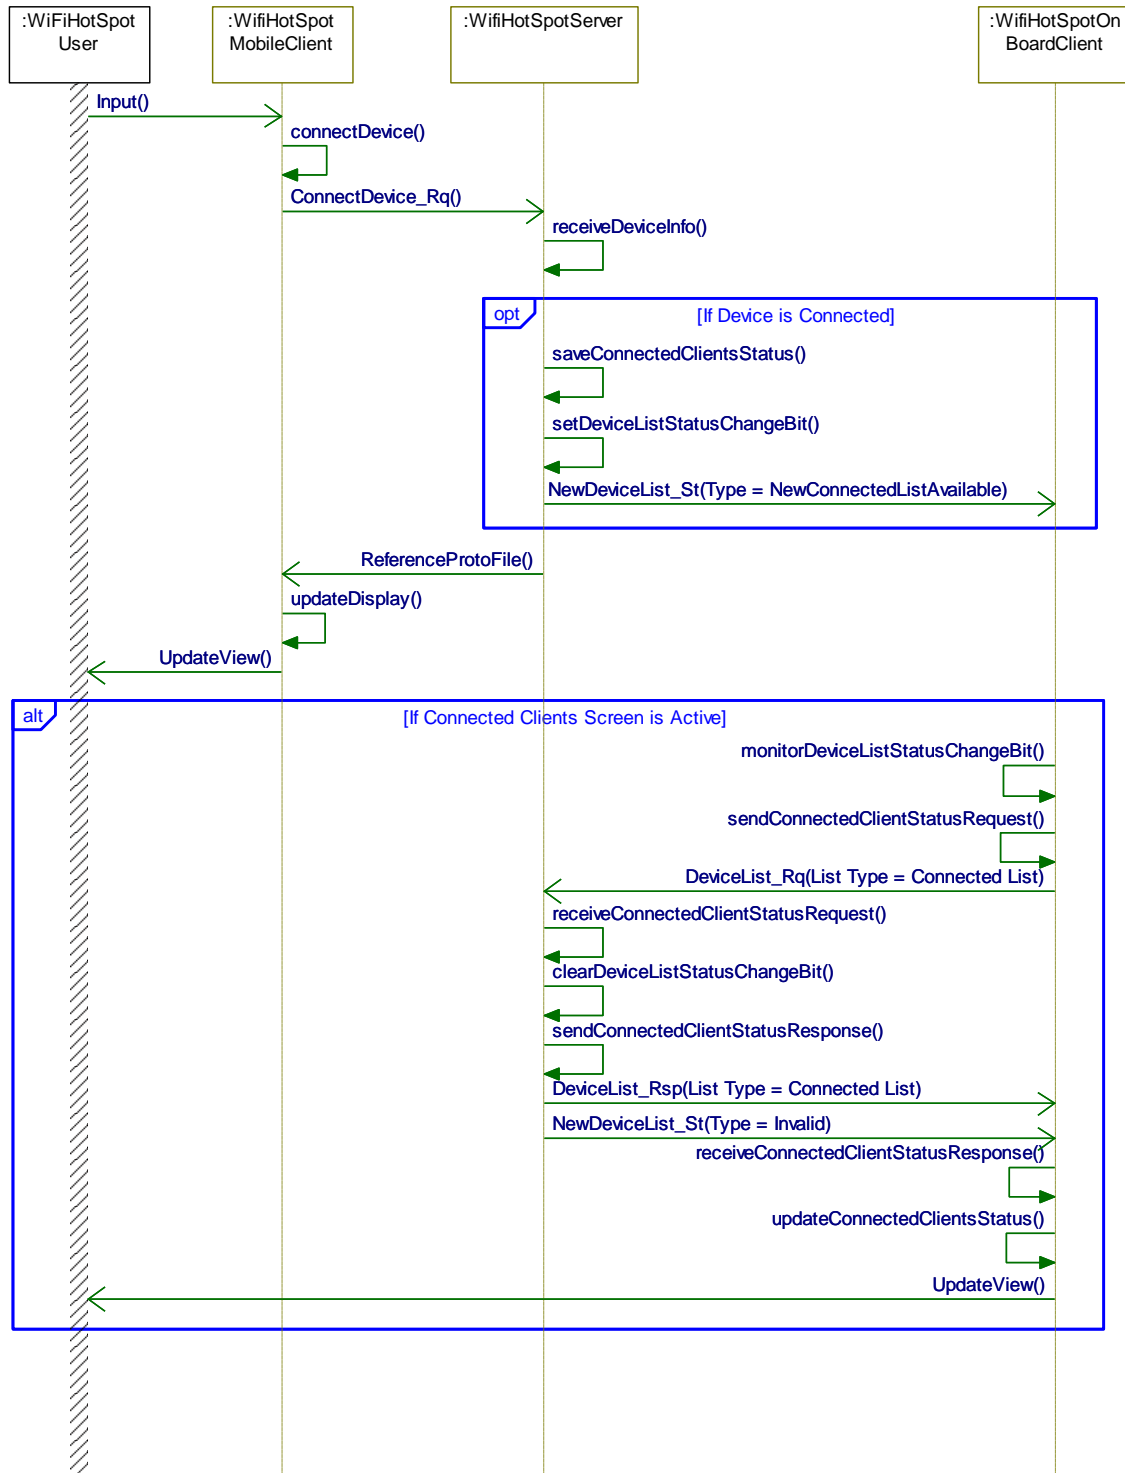 :WiFiHotSpot
User
:WifiHotSpot
MobileClient
:WifiHotSpotServer
:WifiHotSpotOn
BoardClient
Input()
connectDevice()
ConnectDevice_Rq()
receiveDeviceInfo()
opt
[If Device is Connected]
saveConnectedClientsStatus()
setDeviceListStatusChangeBit()
NewDeviceList_St(Type = NewConnectedListAvailable)
ReferenceProtoFile()
updateDisplay()
UpdateView()
alt
[If Connected Clients Screen is Active]
monitorDeviceListStatusChangeBit()
sendConnectedClientStatusRequest()
DeviceList_Rq(List Type = Connected List)
receiveConnectedClientStatusRequest()
clearDeviceListStatusChangeBit()
sendConnectedClientStatusResponse()
DeviceList_Rsp(List Type = Connected List)
NewDeviceList_St(Type = Invalid)
receiveConnectedClientStatusResponse()
updateConnectedClientsStatus()
UpdateView()